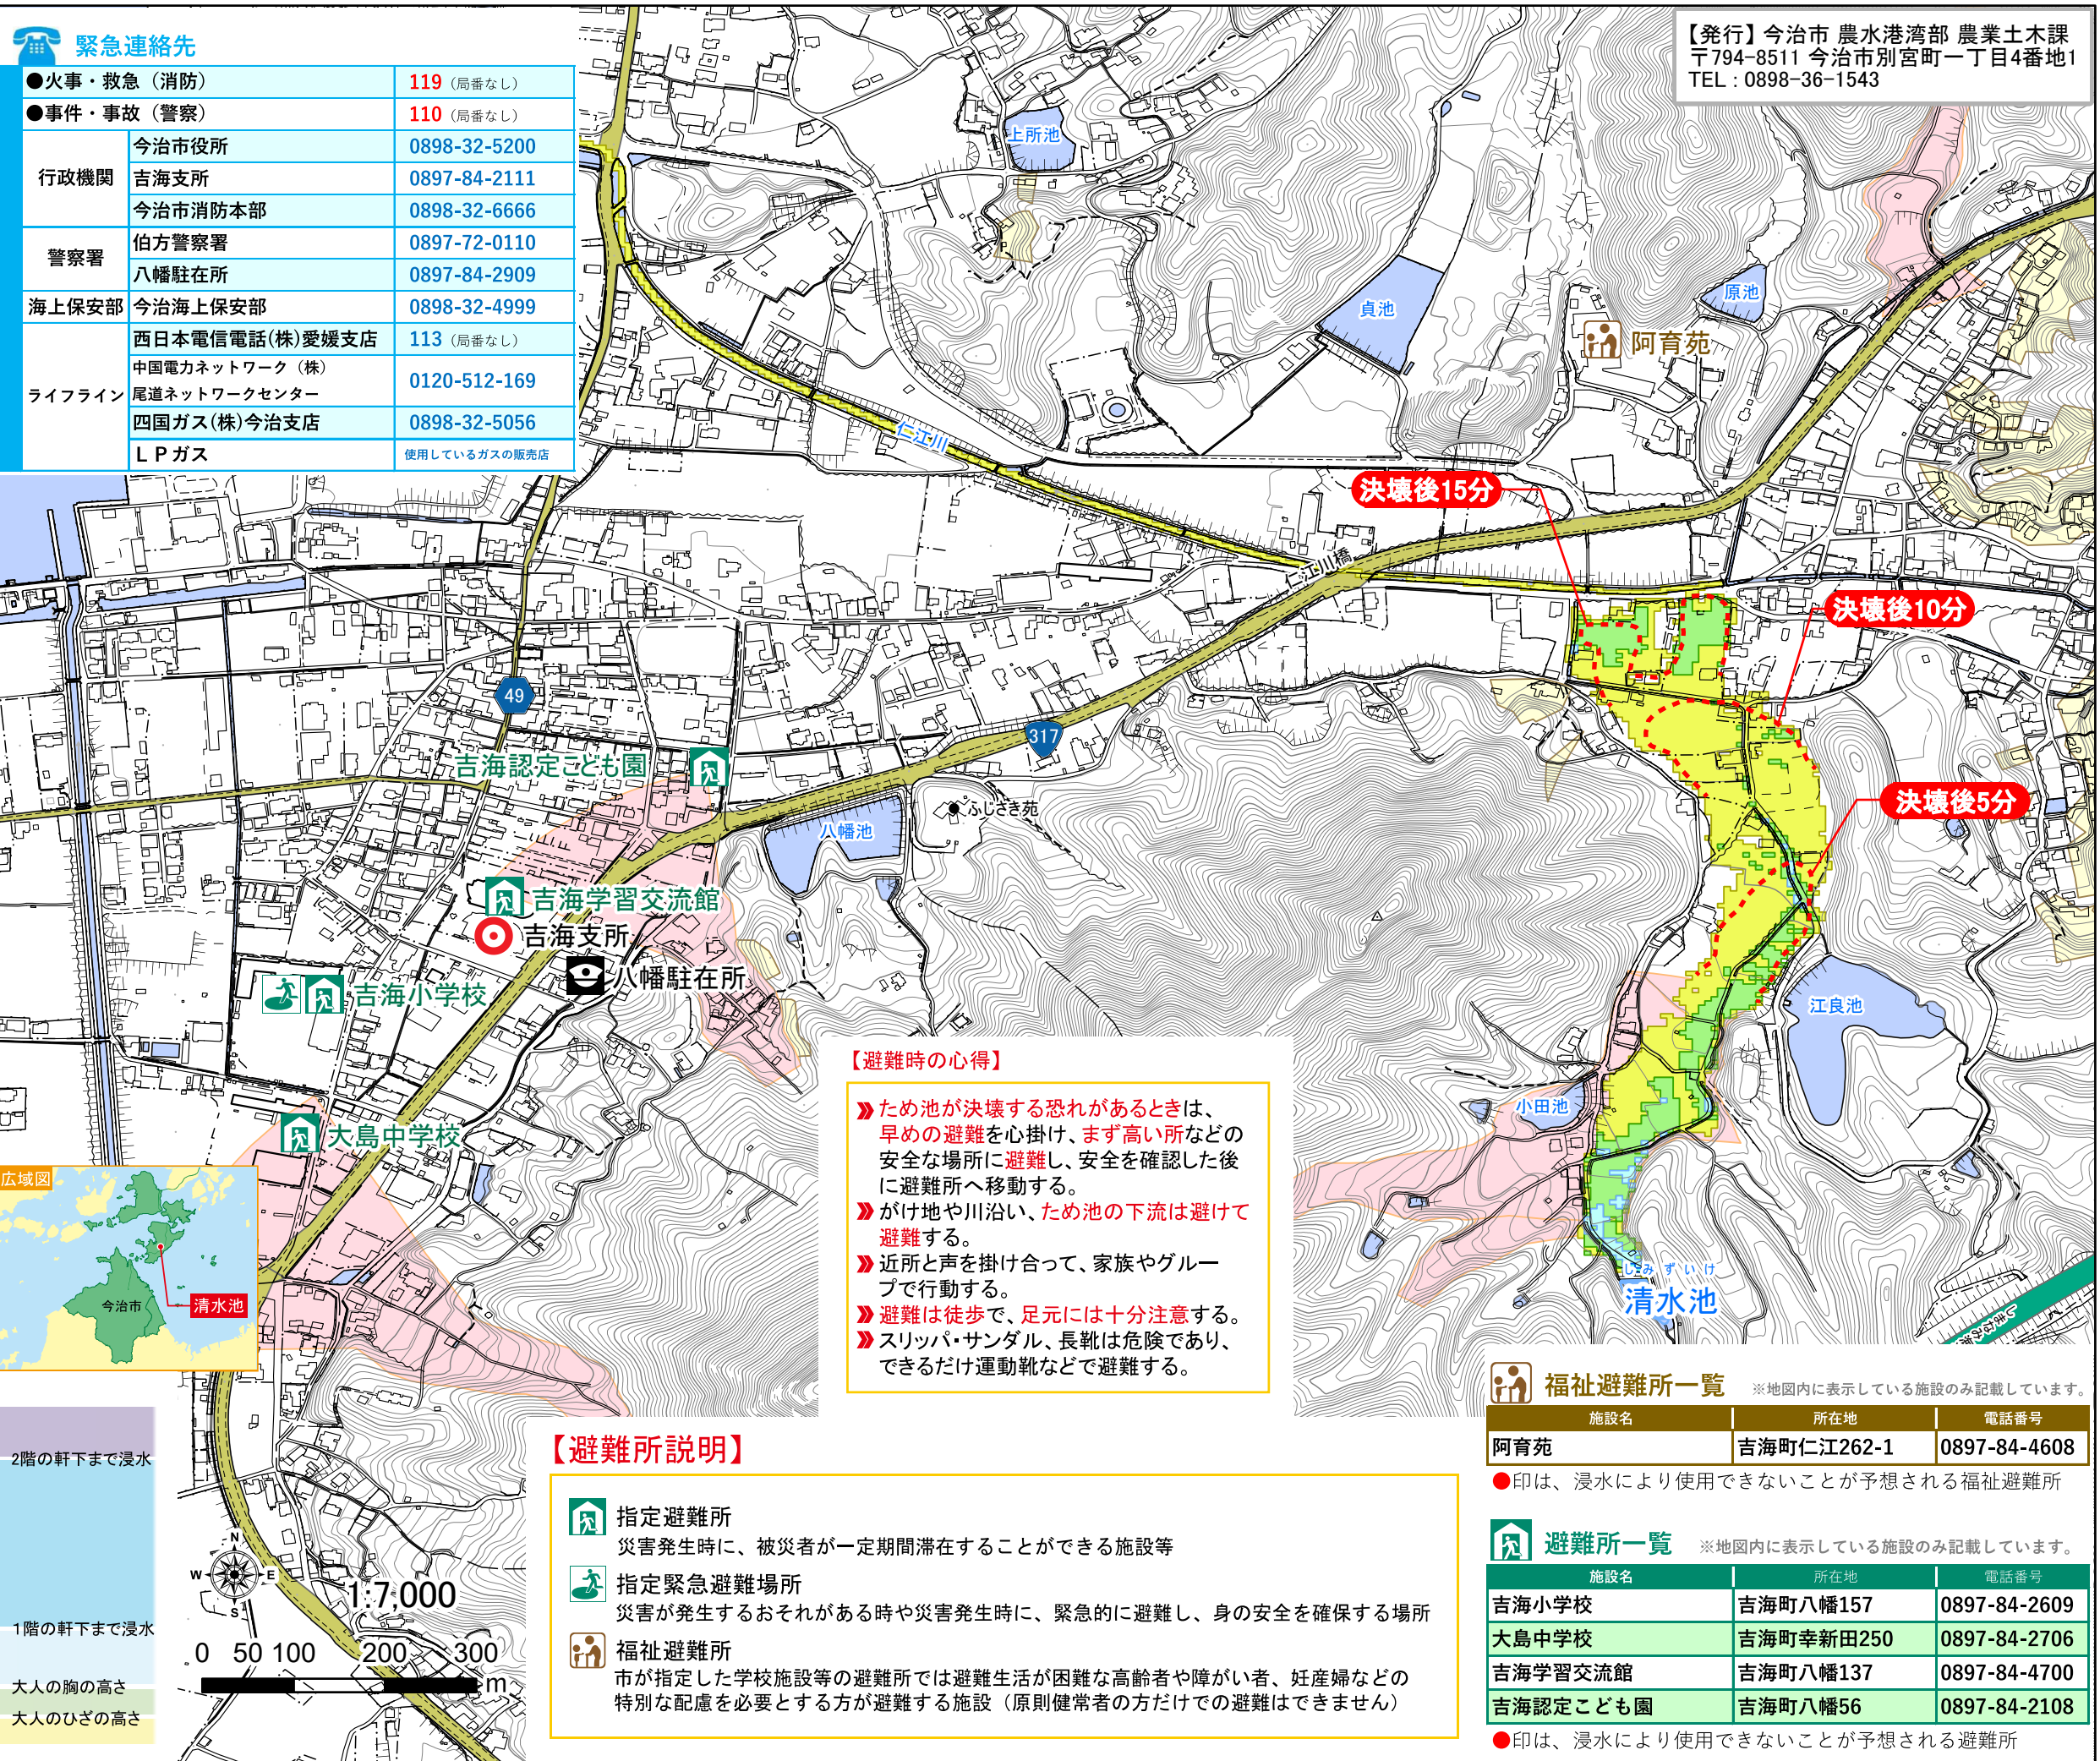 緊急連絡先
●火事・救急（消防） 119（局番なし）
●事件・事故（警察） 110（局番なし）
行政機関
今治市役所 0898-32-5200
吉海支所 0897-84-2111
今治市消防本部 0898-32-6666
警察署
伯方警察署 0897-72-0110
八幡駐在所 0897-84-2909
海上保安部 今治海上保安部 0898-32-4999
ライフライン
西日本電信電話(株)愛媛支店 113（局番なし）
中国電力ネットワーク（株）
尾道ネットワークセンター 0120-512-169
四国ガス(株)今治支店 0898-32-5056
ＬＰガス 使用しているガスの販売店
【発行】今治市 農水港湾部 農業土木課
〒794-8511 今治市別宮町一丁目4番地1
TEL：0898-36-1543
上所池
貞池
原池
阿育苑
仁江川
決壊後15分
江川橋
決壊後10分
49
317
吉海認定こども園
決壊後5分
八幡池
ふじさき苑
吉海学習交流館
吉海支所
八幡駐在所
吉海小学校
江良池
小田池
大島中学校
しみずいけ
清水池
広域図
今治市
清水池
【避難時の心得】
ため池が決壊する恐れがあるときは、
早めの避難を心掛け、まず高い所などの
安全な場所に避難し、安全を確認した後
に避難所へ移動する。
がけ地や川沿い、ため池の下流は避けて
避難する。
近所と声を掛け合って、家族やグルー
プで行動する。
避難は徒歩で、足元には十分注意する。
スリッパ・サンダル、長靴は危険であり、
できるだけ運動靴などで避難する。
2階の軒下まで浸水
1階の軒下まで浸水
大人の胸の高さ
大人のひざの高さ
N
W E
S
1:7,000
0 50 100 200 300
m
【避難所説明】
指定避難所
災害発生時に、被災者が一定期間滞在することができる施設等
指定緊急避難場所
災害が発生するおそれがある時や災害発生時に、緊急的に避難し、身の安全を確保する場所
福祉避難所
市が指定した学校施設等の避難所では避難生活が困難な高齢者や障がい者、妊産婦などの
特別な配慮を必要とする方が避難する施設（原則健常者の方だけでの避難はできません）
福祉避難所一覧 ※地図内に表示している施設のみ記載しています。
施設名 所在地 電話番号
阿育苑 吉海町仁江262-1 0897-84-4608
●印は、浸水により使用できないことが予想される福祉避難所
避難所一覧 ※地図内に表示している施設のみ記載しています。
施設名 所在地 電話番号
吉海小学校 吉海町八幡157 0897-84-2609
大島中学校 吉海町幸新田250 0897-84-2706
吉海学習交流館 吉海町八幡137 0897-84-4700
吉海認定こども園 吉海町八幡56 0897-84-2108
●印は、浸水により使用できないことが予想される避難所